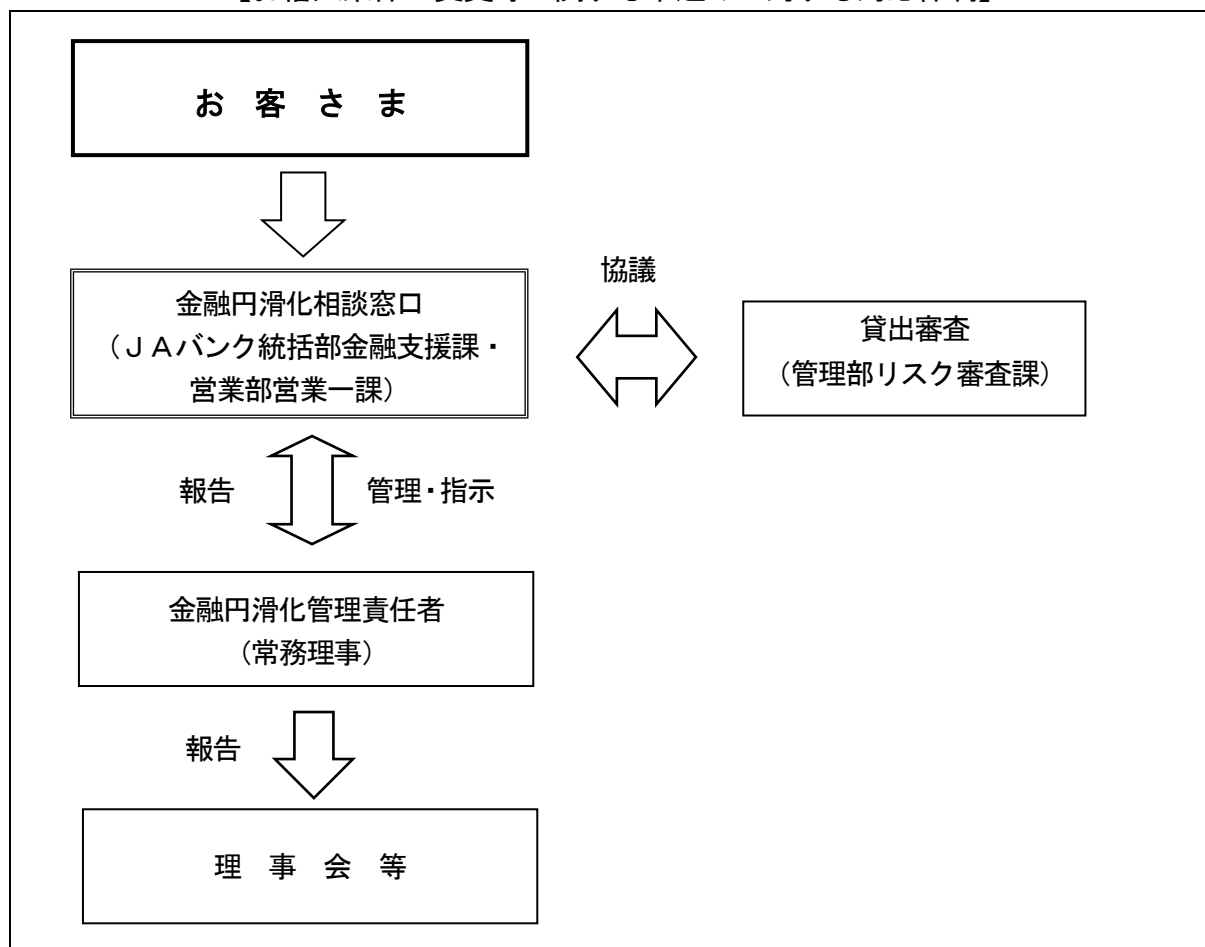 お 客 さ ま
協議
金融円滑化相談窓口
（ＪＡバンク統括部金融支援課・
営業部営業一課）
貸出審査
（管理部リスク審査課）
報告
管理・指示
金融円滑化管理責任者
（常務理事）
報告
理 事 会 等